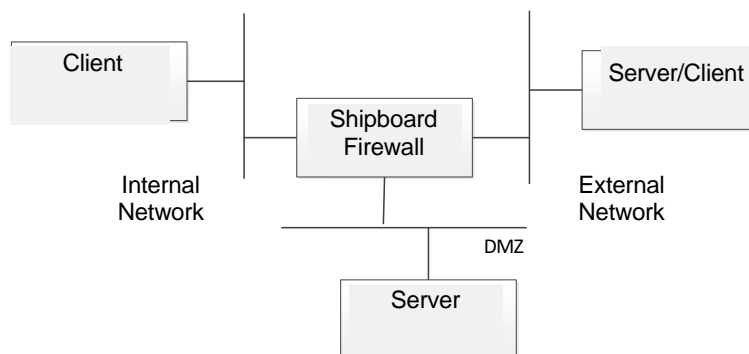 Client
Server/Client
Shipboard
Firewall
Internal
Network
External
Network
DMZ
Server